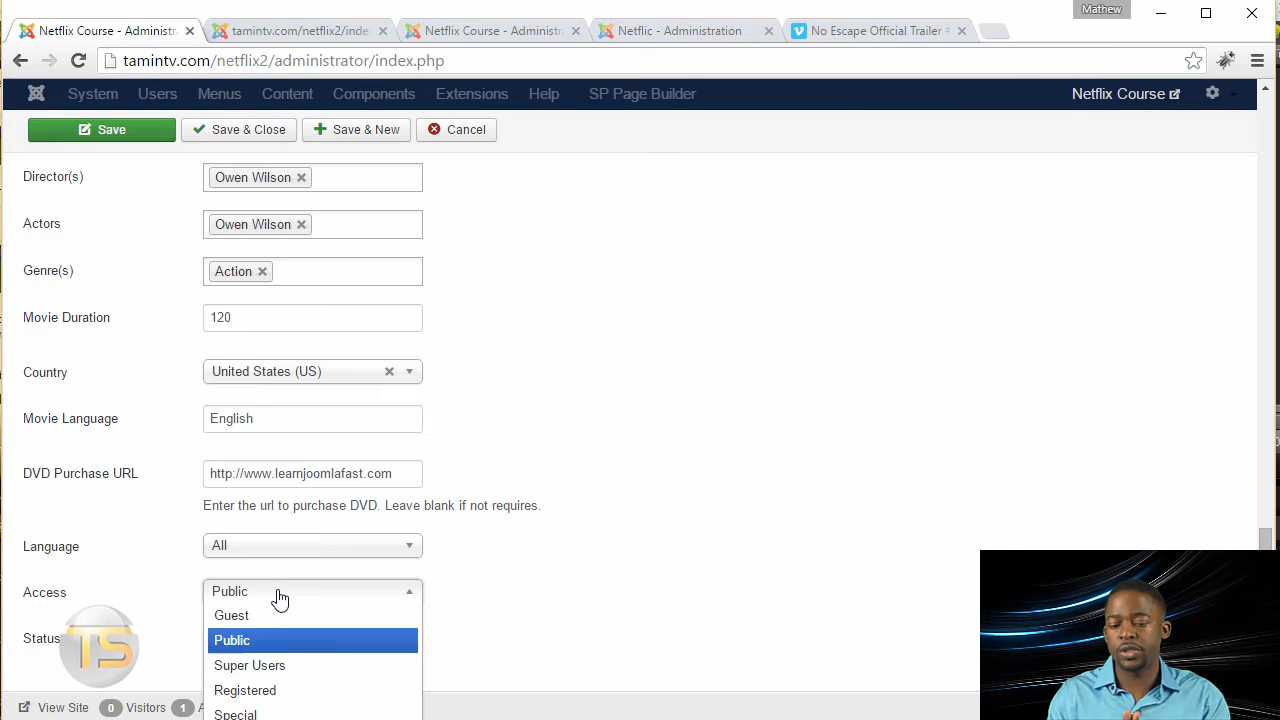 Mathew
Netflix Course - Administr
tamintv.com/netflix2/inde
Netflix Course - Administr
Netflic - Administration
No Escape Official Trailer #
tamintv.com/netflix2/administrator/index.php
System Users Menus Content Components Extensions Help SP Page Builder Netflix Course
Save Save & Close Save & New Cancel
Director(s) Owen Wilson
Actors Owen Wilson
Genre(s) Action
Movie Duration 120
Country United States (US)
Movie Language English
DVD Purchase URL http://www.learnjoomlafast.com
Enter the url to purchase DVD. Leave blank if not requires.
Language All
Access Public
Guest
Status
Public
TS
Super Users
Registered
View Site 0 Visitors 1 A
Special